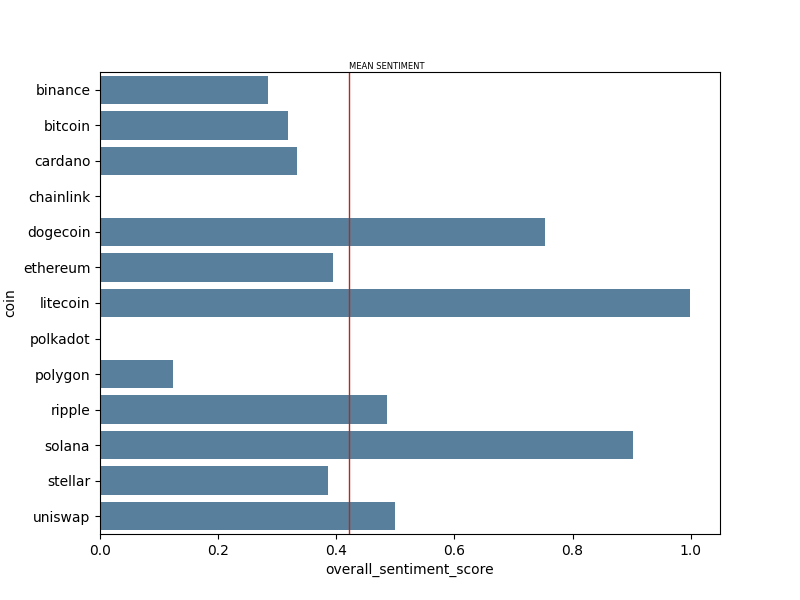 MEAN SENTIMENT
binance
bitcoin
cardano
chainlink
dogecoin
ethereum
litecoin
polkadot
polygon
ripple
solana
stellar
uniswap
coin
0.0 0.2 0.4 0.6 0.8 1.0
overall_sentiment_score